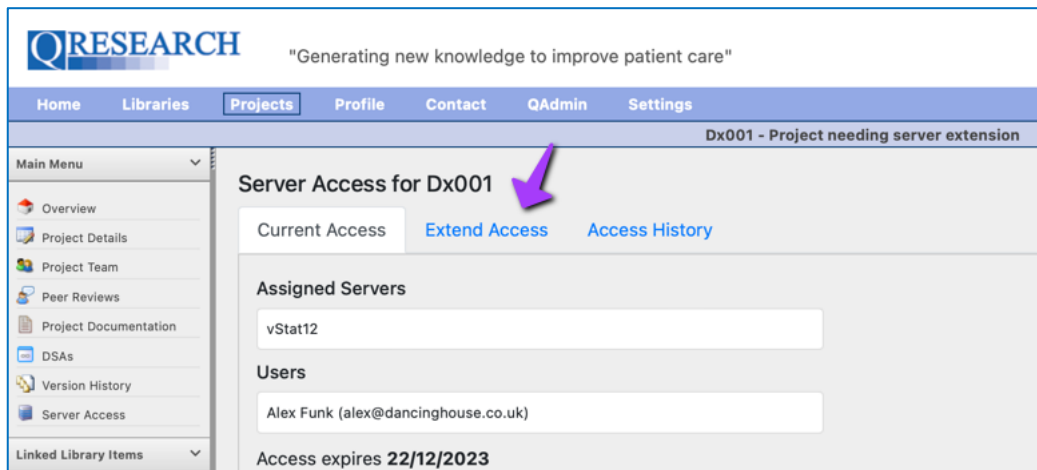 QRESEARCH
"Generating new knowledge to improve patient care"
Home Libraries Projects Profile Contact QAdmin Settings
Dx001 - Project needing server extension
Main Menu
Overview
Project Details
Project Team
Peer Reviews
Project Documentation
DSAs
Version History
Server Access
Linked Library Items
Server Access for Dx001
Current Access Extend Access Access History
Assigned Servers
vStat12
Users
Alex Funk (alex@dancinghouse.co.uk)
Access expires 22/12/2023